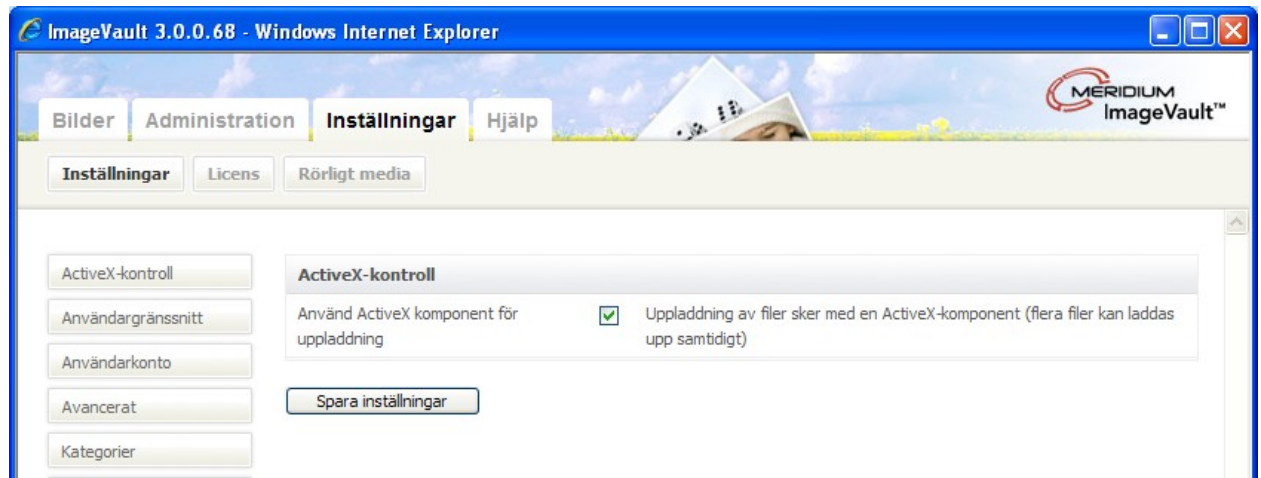 ImageVault 3.0.0.68 - Windows Internet Explorer
MERIDIUM
ImageVault™
Bilder Administration Inställningar Hjälp
Inställningar Licens Rörligt media
ActiveX-kontroll
Användargränssnitt
Användarkonto
Avancerat
Kategorier
ActiveX-kontroll
Använd ActiveX komponent för
uppladdning
Uppladdning av filer sker med en ActiveX-komponent (flera filer kan laddas
upp samtidigt)
Spara inställningar